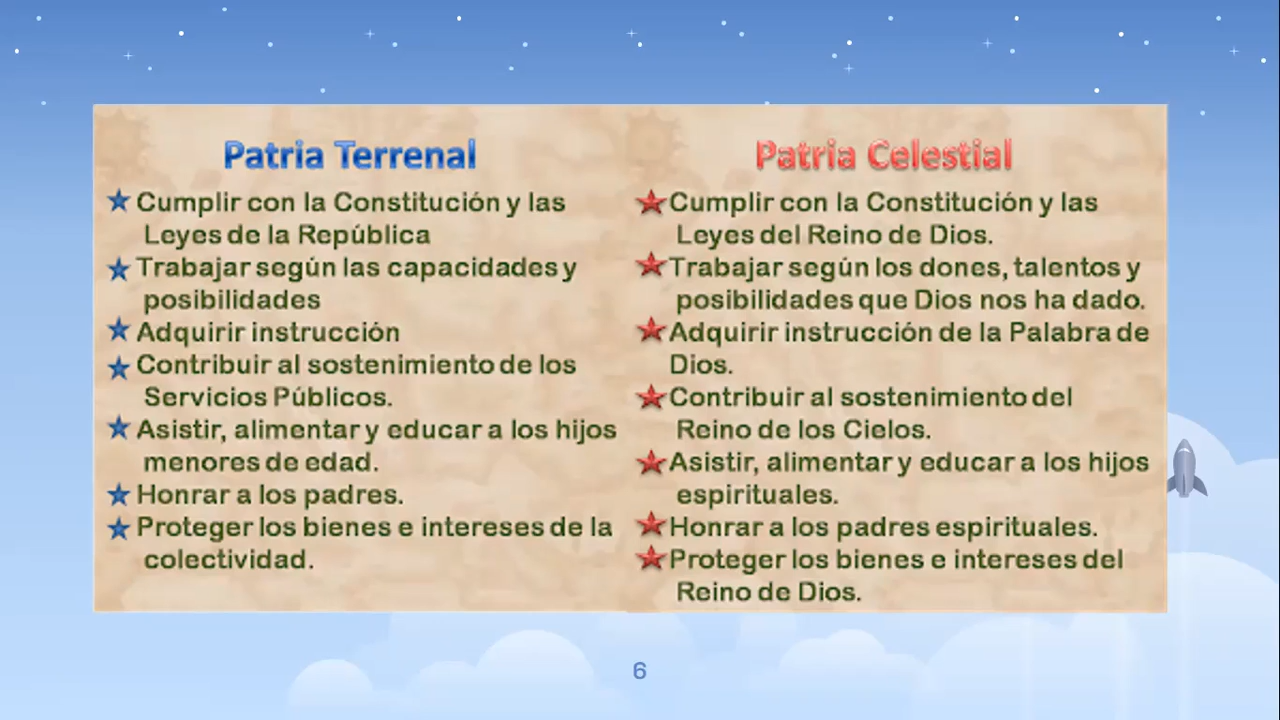 Patria Terrenal
Cumplir con la Constitución y las
Leyes de la República
Trabajar según las capacidades y
posibilidades
Adquirir instrucción
Contribuir al sostenimiento de los
Servicios Públicos.
Asistir, alimentar y educar a los hijos
menores de edad.
Honrar a los padres.
Proteger los bienes e intereses de la
colectividad.
Patria Celestial
Cumplir con la Constitución y las
Leyes del Reino de Dios.
Trabajar según los dones, talentos y
posibilidades que Dios nos ha dado.
Adquirir instrucción de la Palabra de
Dios.
Contribuir al sostenimiento del
Reino de los Cielos.
Asistir, alimentar y educar a los hijos
espirituales.
Honrar a los padres espirituales.
Proteger los bienes e intereses del
Reino de Dios.
6